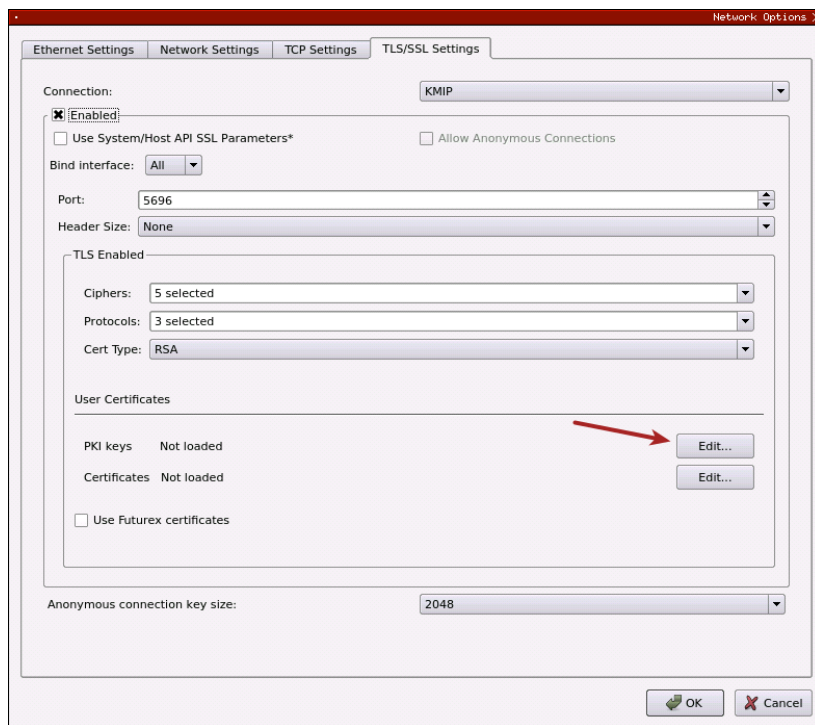 Network Options
Ethernet Settings Network Settings TCP Settings TLS/SSL Settings
Connection: KMIP
Enabled
Use System/Host API SSL Parameters* Allow Anonymous Connections
Bind interface: All
Port: 5696
Header Size: None
TLS Enabled
Ciphers: 5 selected
Protocols: 3 selected
Cert Type: RSA
User Certificates
PKI keys Not loaded Edit...
Certificates Not loaded Edit...
Use Futurex certificates
Anonymous connection key size: 2048
OK Cancel